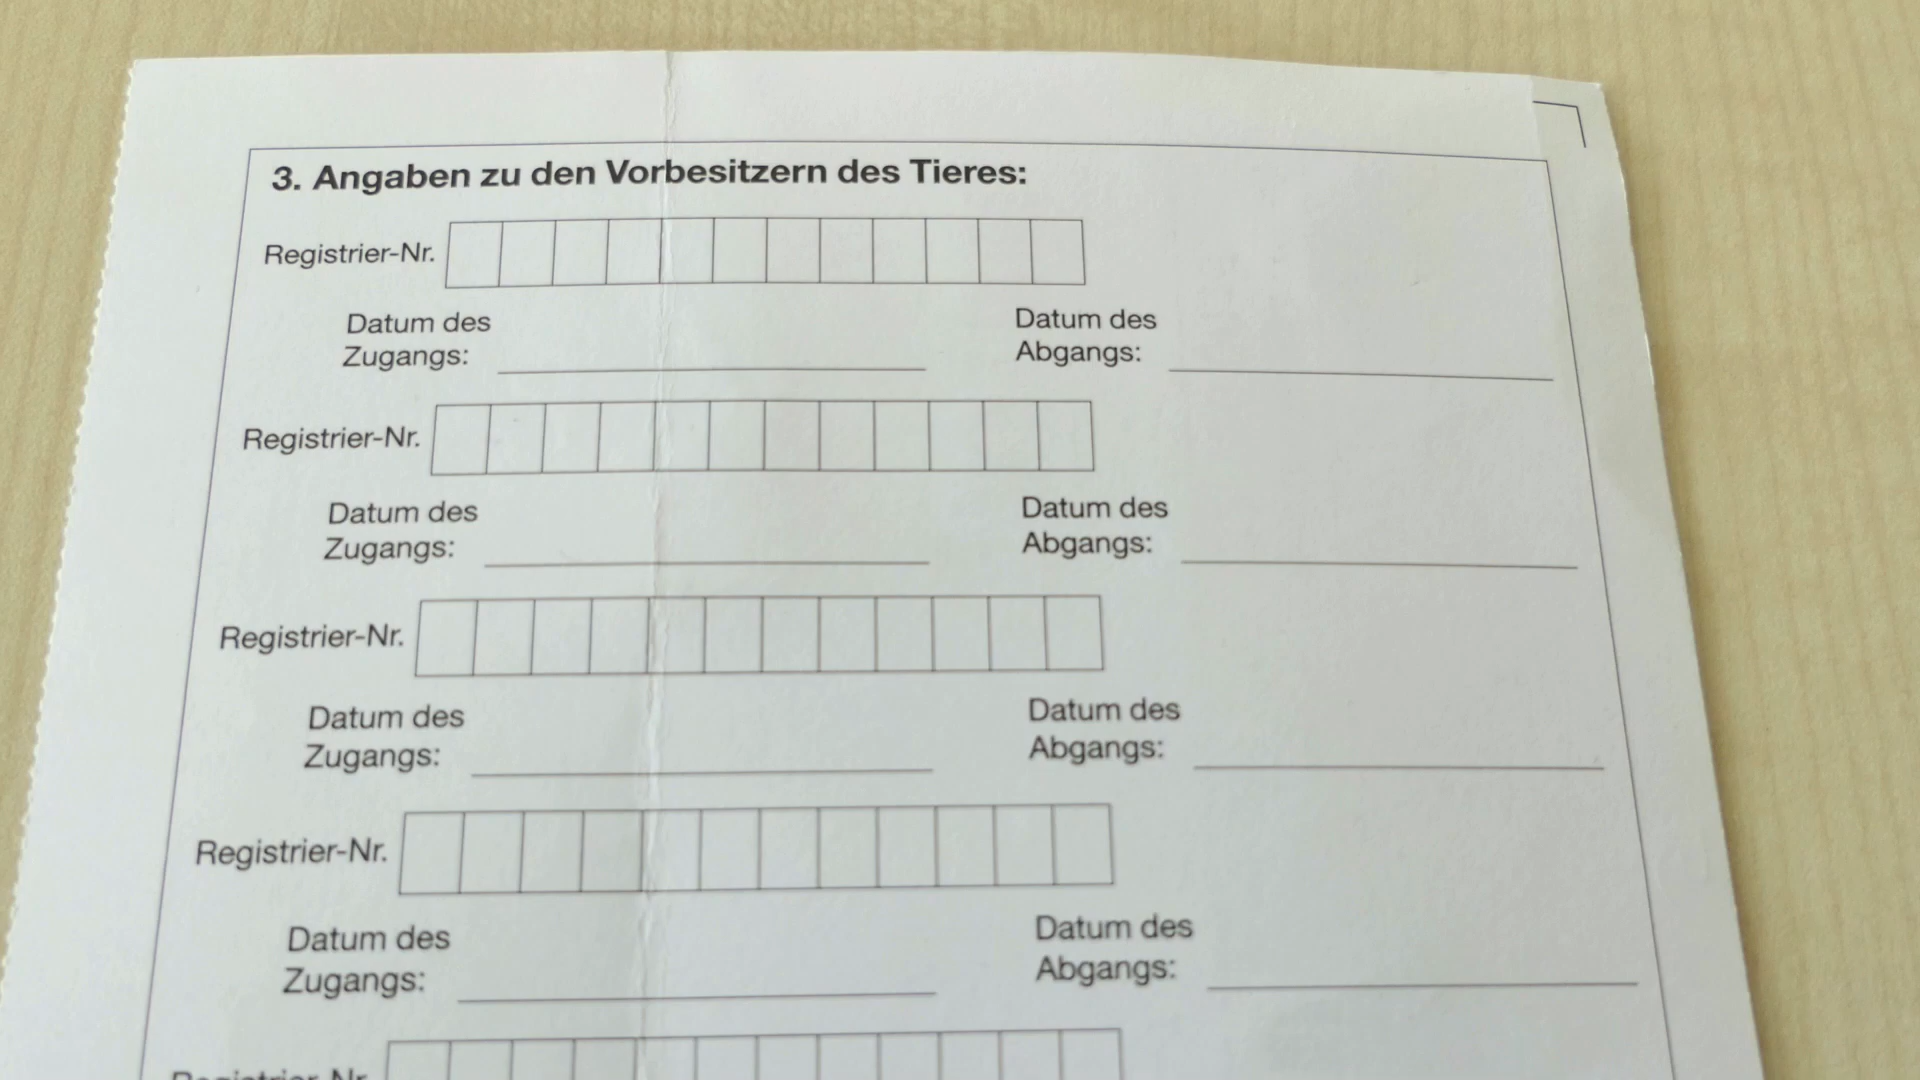 3. Angaben zu den Vorbesitzern des Tieres:
Registrier-Nr.
Datum des
Zugangs:
Datum des
Abgangs:
Registrier-Nr.
Datum des
Zugangs:
Datum des
Abgangs:
Registrier-Nr.
Datum des
Zugangs:
Datum des
Abgangs:
Registrier-Nr.
Datum des
Zugangs:
Datum des
Abgangs:
Registrier-Nr.